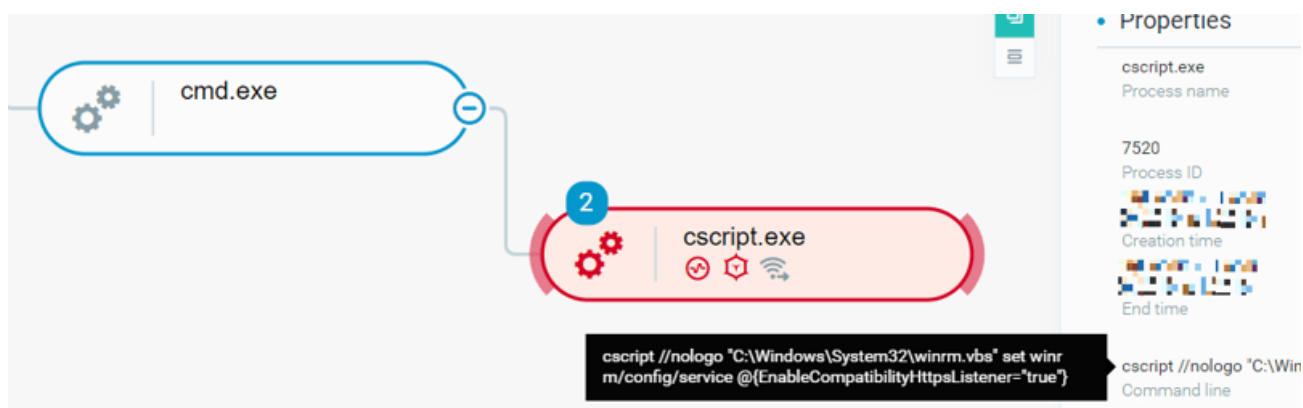 Properties
cmd.exe
cscript.exe
Process name
7520
Process ID
2
cscript.exe
Creation time
End time
cscript //nologo "C:\Windows\System32\winrm.vbs" set winr
m/config/service @{EnableCompatibilityHttpsListener="true"}
cscript //nologo "C:\Win
Command line